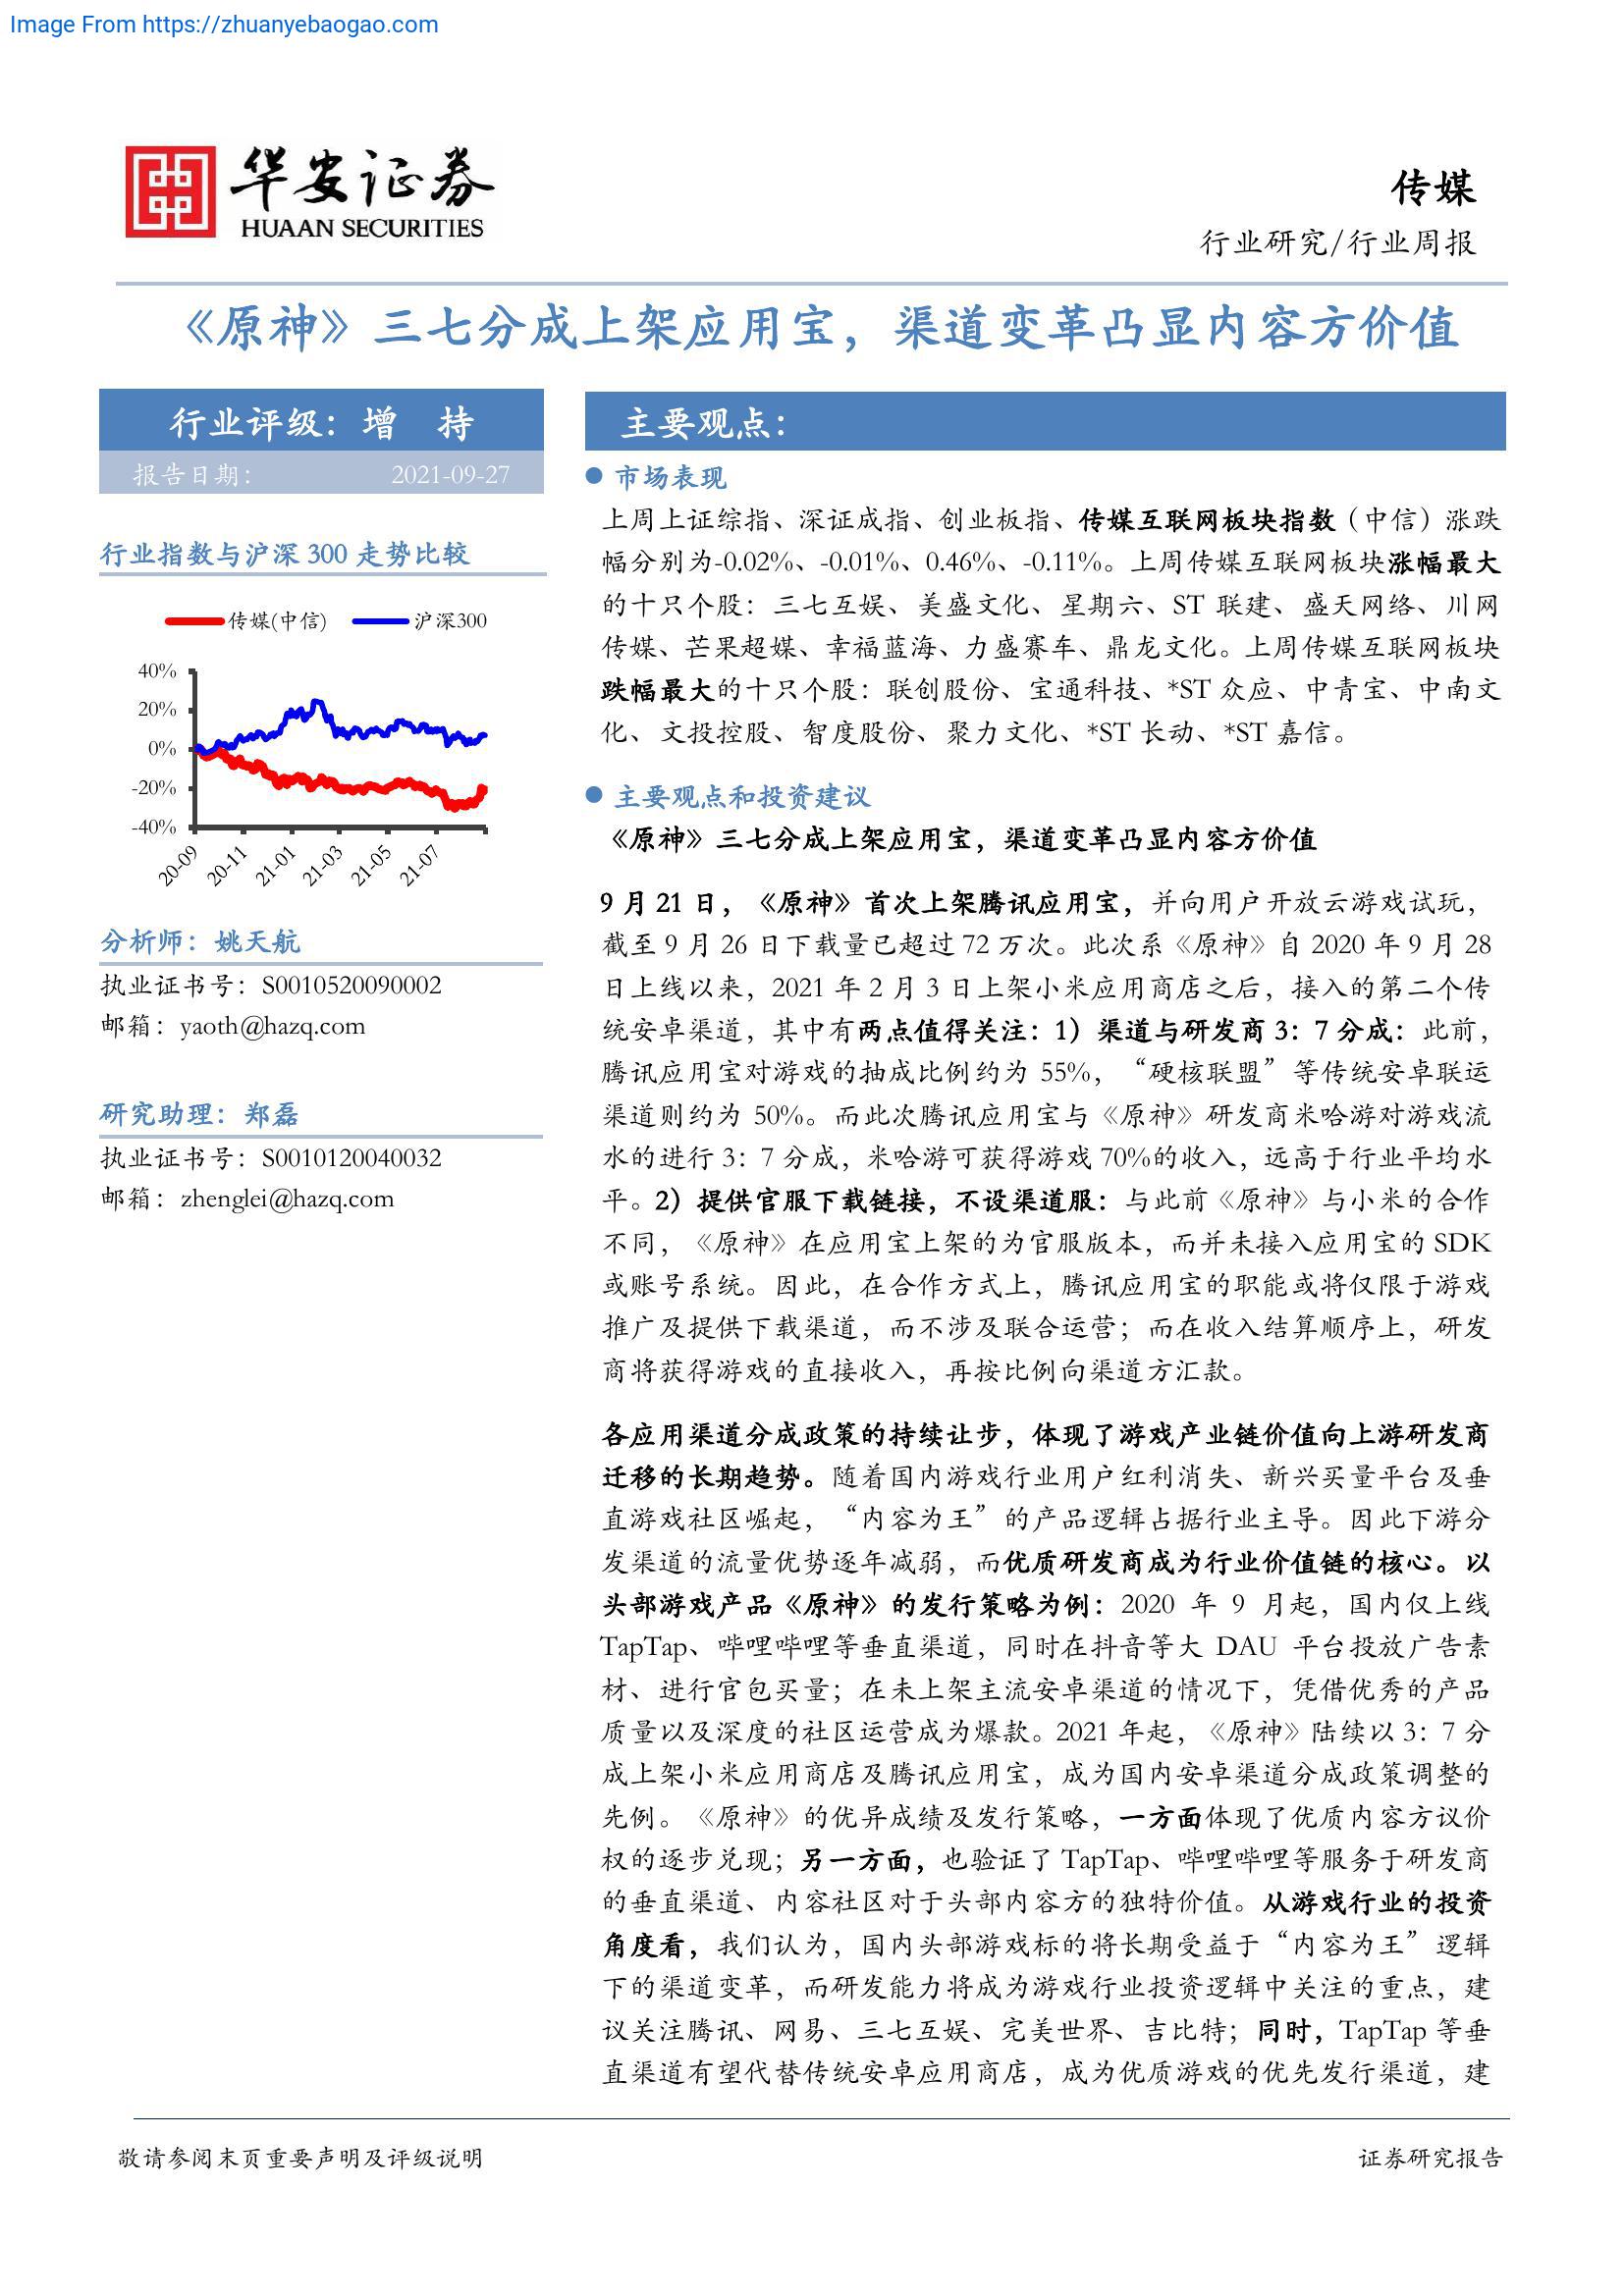 Image From https://zhuanyebaogao.com
华安证券
HUAAN SECURITIES
传媒
行业研究/行业周报
《原神》三七分成上架应用宝，渠道变革凸显内容方价值
行业评级：增 持
报告日期： 2021-09-27
行业指数与沪深 300 走势比较
传媒(中信) 沪深300
40%
20%
0%
-20%
-40%
20-09 20-11 21-01 21-03 21-05 21-07
分析师：姚天航
执业证书号：S0010520090002
邮箱：yaoth@hazq.com
研究助理：郑磊
执业证书号：S0010120040032
邮箱：zhenglei@hazq.com
主要观点：
● 市场表现
上周上证综指、深证成指、创业板指、传媒互联网板块指数（中信）涨跌
幅分别为-0.02%、-0.01%、0.46%、-0.11%。上周传媒互联网板块涨幅最大
的十只个股：三七互娱、美盛文化、星期六、ST 联建、盛天网络、川网
传媒、芒果超媒、幸福蓝海、力盛赛车、鼎龙文化。上周传媒互联网板块
跌幅最大的十只个股：联创股份、宝通科技、*ST 众应、中青宝、中南文
化、文投控股、智度股份、聚力文化、*ST 长动、*ST 嘉信。
● 主要观点和投资建议
《原神》三七分成上架应用宝，渠道变革凸显内容方价值
9 月 21 日，《原神》首次上架腾讯应用宝，并向用户开放云游戏试玩，
截至 9 月 26 日下载量已超过 72 万次。此次系《原神》自 2020 年 9 月 28
日上线以来，2021 年 2 月 3 日上架小米应用商店之后，接入的第二个传
统安卓渠道，其中有两点值得关注：1）渠道与研发商 3：7 分成：此前，
腾讯应用宝对游戏的抽成比例约为 55%，“硬核联盟”等传统安卓联运
渠道则约为 50%。而此次腾讯应用宝与《原神》研发商米哈游对游戏流
水的进行 3：7 分成，米哈游可获得游戏 70%的收入，远高于行业平均水
平。2）提供官服下载链接，不设渠道服：与此前《原神》与小米的合作
不同，《原神》在应用宝上架的为官服版本，而并未接入应用宝的 SDK
或账号系统。因此，在合作方式上，腾讯应用宝的职能或将仅限于游戏
推广及提供下载渠道，而不涉及联合运营；而在收入结算顺序上，研发
商将获得游戏的直接收入，再按比例向渠道方汇款。
各应用渠道分成政策的持续让步，体现了游戏产业链价值向上游研发商
迁移的长期趋势。随着国内游戏行业用户红利消失、新兴买量平台及垂
直游戏社区崛起，“内容为王”的产品逻辑占据行业主导。因此下游分
发渠道的流量优势逐年减弱，而优质研发商成为行业价值链的核心。以
头部游戏产品《原神》的发行策略为例：2020 年 9 月起，国内仅上线
TapTap、哔哩哔哩等垂直渠道，同时在抖音等大 DAU 平台投放广告素
材、进行官包买量；在未上架主流安卓渠道的情况下，凭借优秀的产品
质量以及深度的社区运营成为爆款。2021 年起，《原神》陆续以 3：7 分
成上架小米应用商店及腾讯应用宝，成为国内安卓渠道分成政策调整的
先例。《原神》的优异成绩及发行策略，一方面体现了优质内容方议价
权的逐步兑现；另一方面，也验证了 TapTap、哔哩哔哩等服务于研发商
的垂直渠道、内容社区对于头部内容方的独特价值。从游戏行业的投资
角度看，我们认为，国内头部游戏标的将长期受益于“内容为王”逻辑
下的渠道变革，而研发能力将成为游戏行业投资逻辑中关注的重点，建
议关注腾讯、网易、三七互娱、完美世界、吉比特；同时，TapTap 等垂
直渠道有望代替传统安卓应用商店，成为优质游戏的优先发行渠道，建
敬请参阅末页重要声明及评级说明 证券研究报告